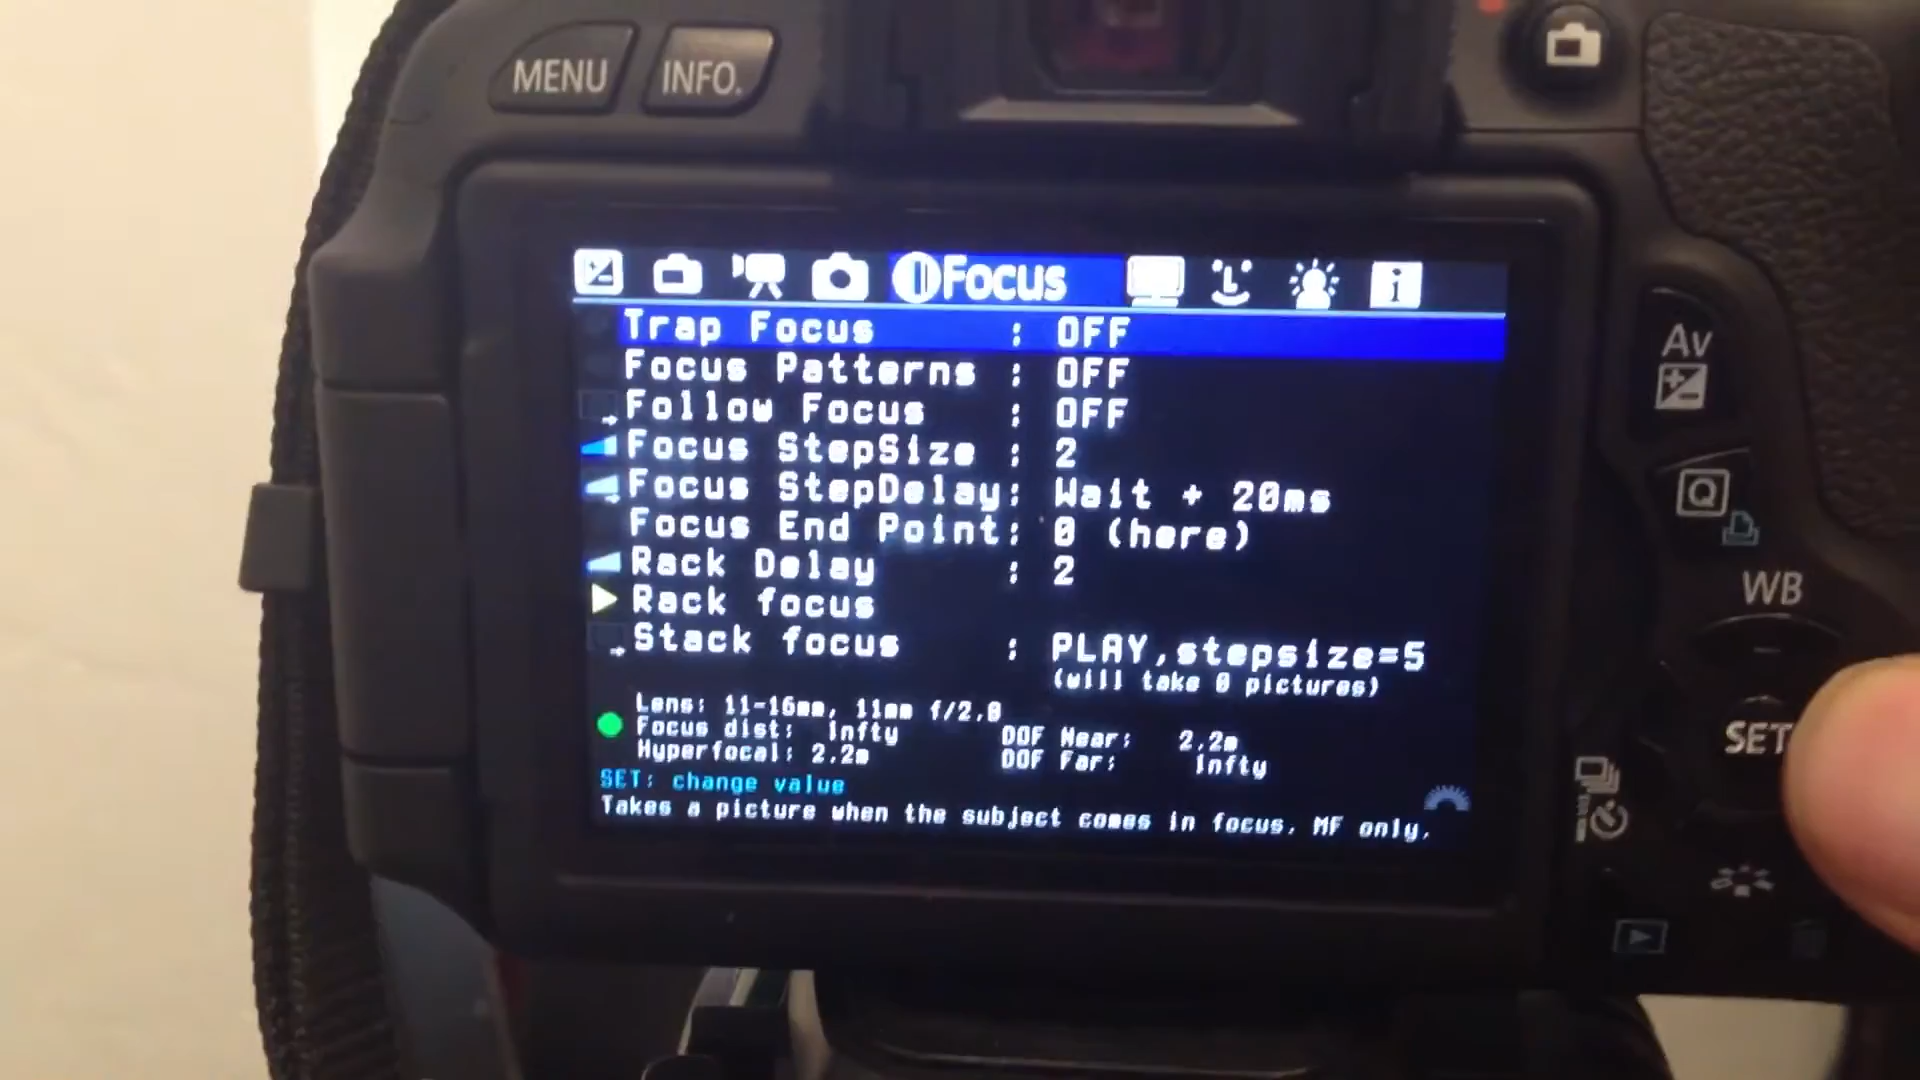 MENU INFO.
Focus
Trap Focus : OFF
Focus Patterns : OFF
Follow Focus : OFF
Focus StepSize : 2
Focus StepDelay: Wait + 20ms
Focus End Point: 0 (here)
Rack Delay : 2
Rack focus
Stack focus : PLAY,stepsize=5
(will take 0 pictures)
Lens: 11-16mm, 11mm f/2.8
Focus dist: infty DOF Near: 2.2m
Hyperfocal: 2.2m DOF Far: infty
SET: change value
Takes a picture when the subject comes in focus. MF only.
Av
Q
WB
SET